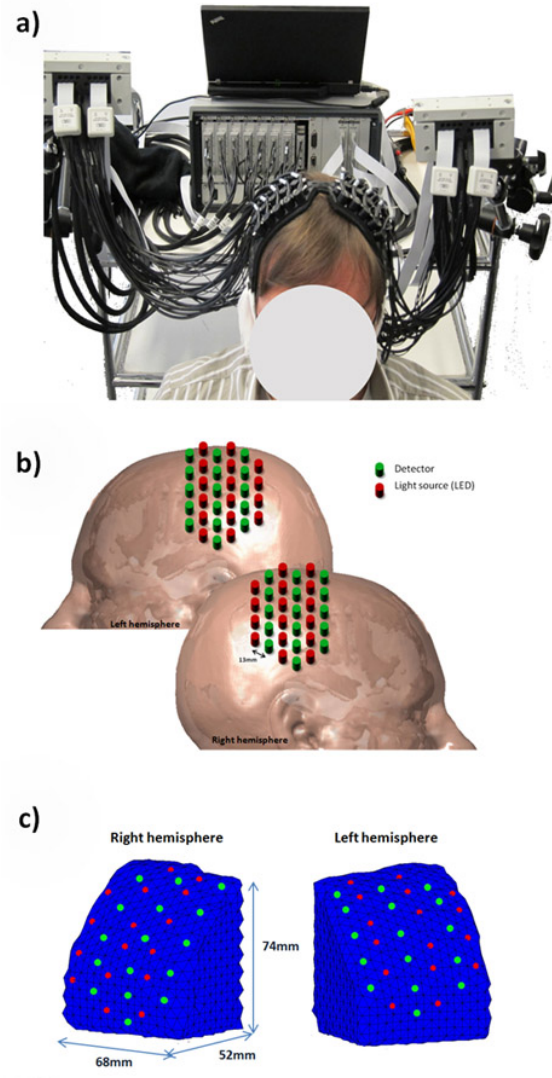 a)
b)
Detector
Light source (LED)
Left hemisphere
13mm
Right hemisphere
c)
Right hemisphere
Left hemisphere
74mm
68mm
52mm